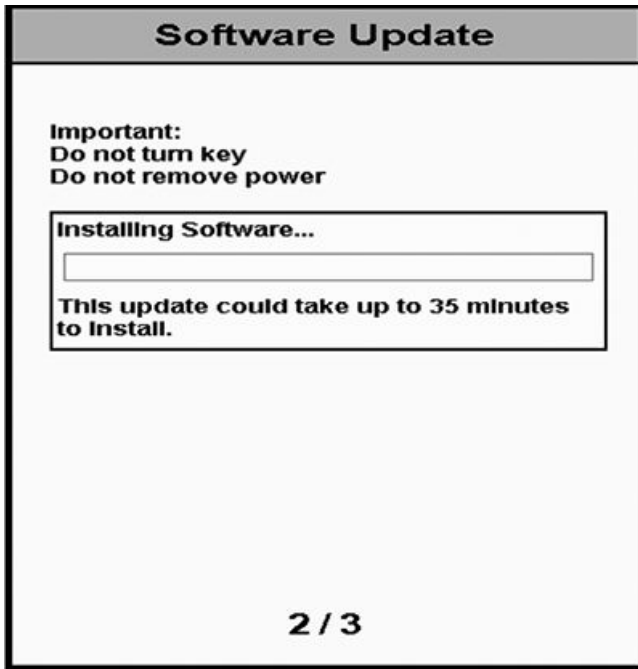 Software Update
Important:
Do not turn key
Do not remove power
Installing Software...
This update could take up to 35 minutes
to install.
2 / 3